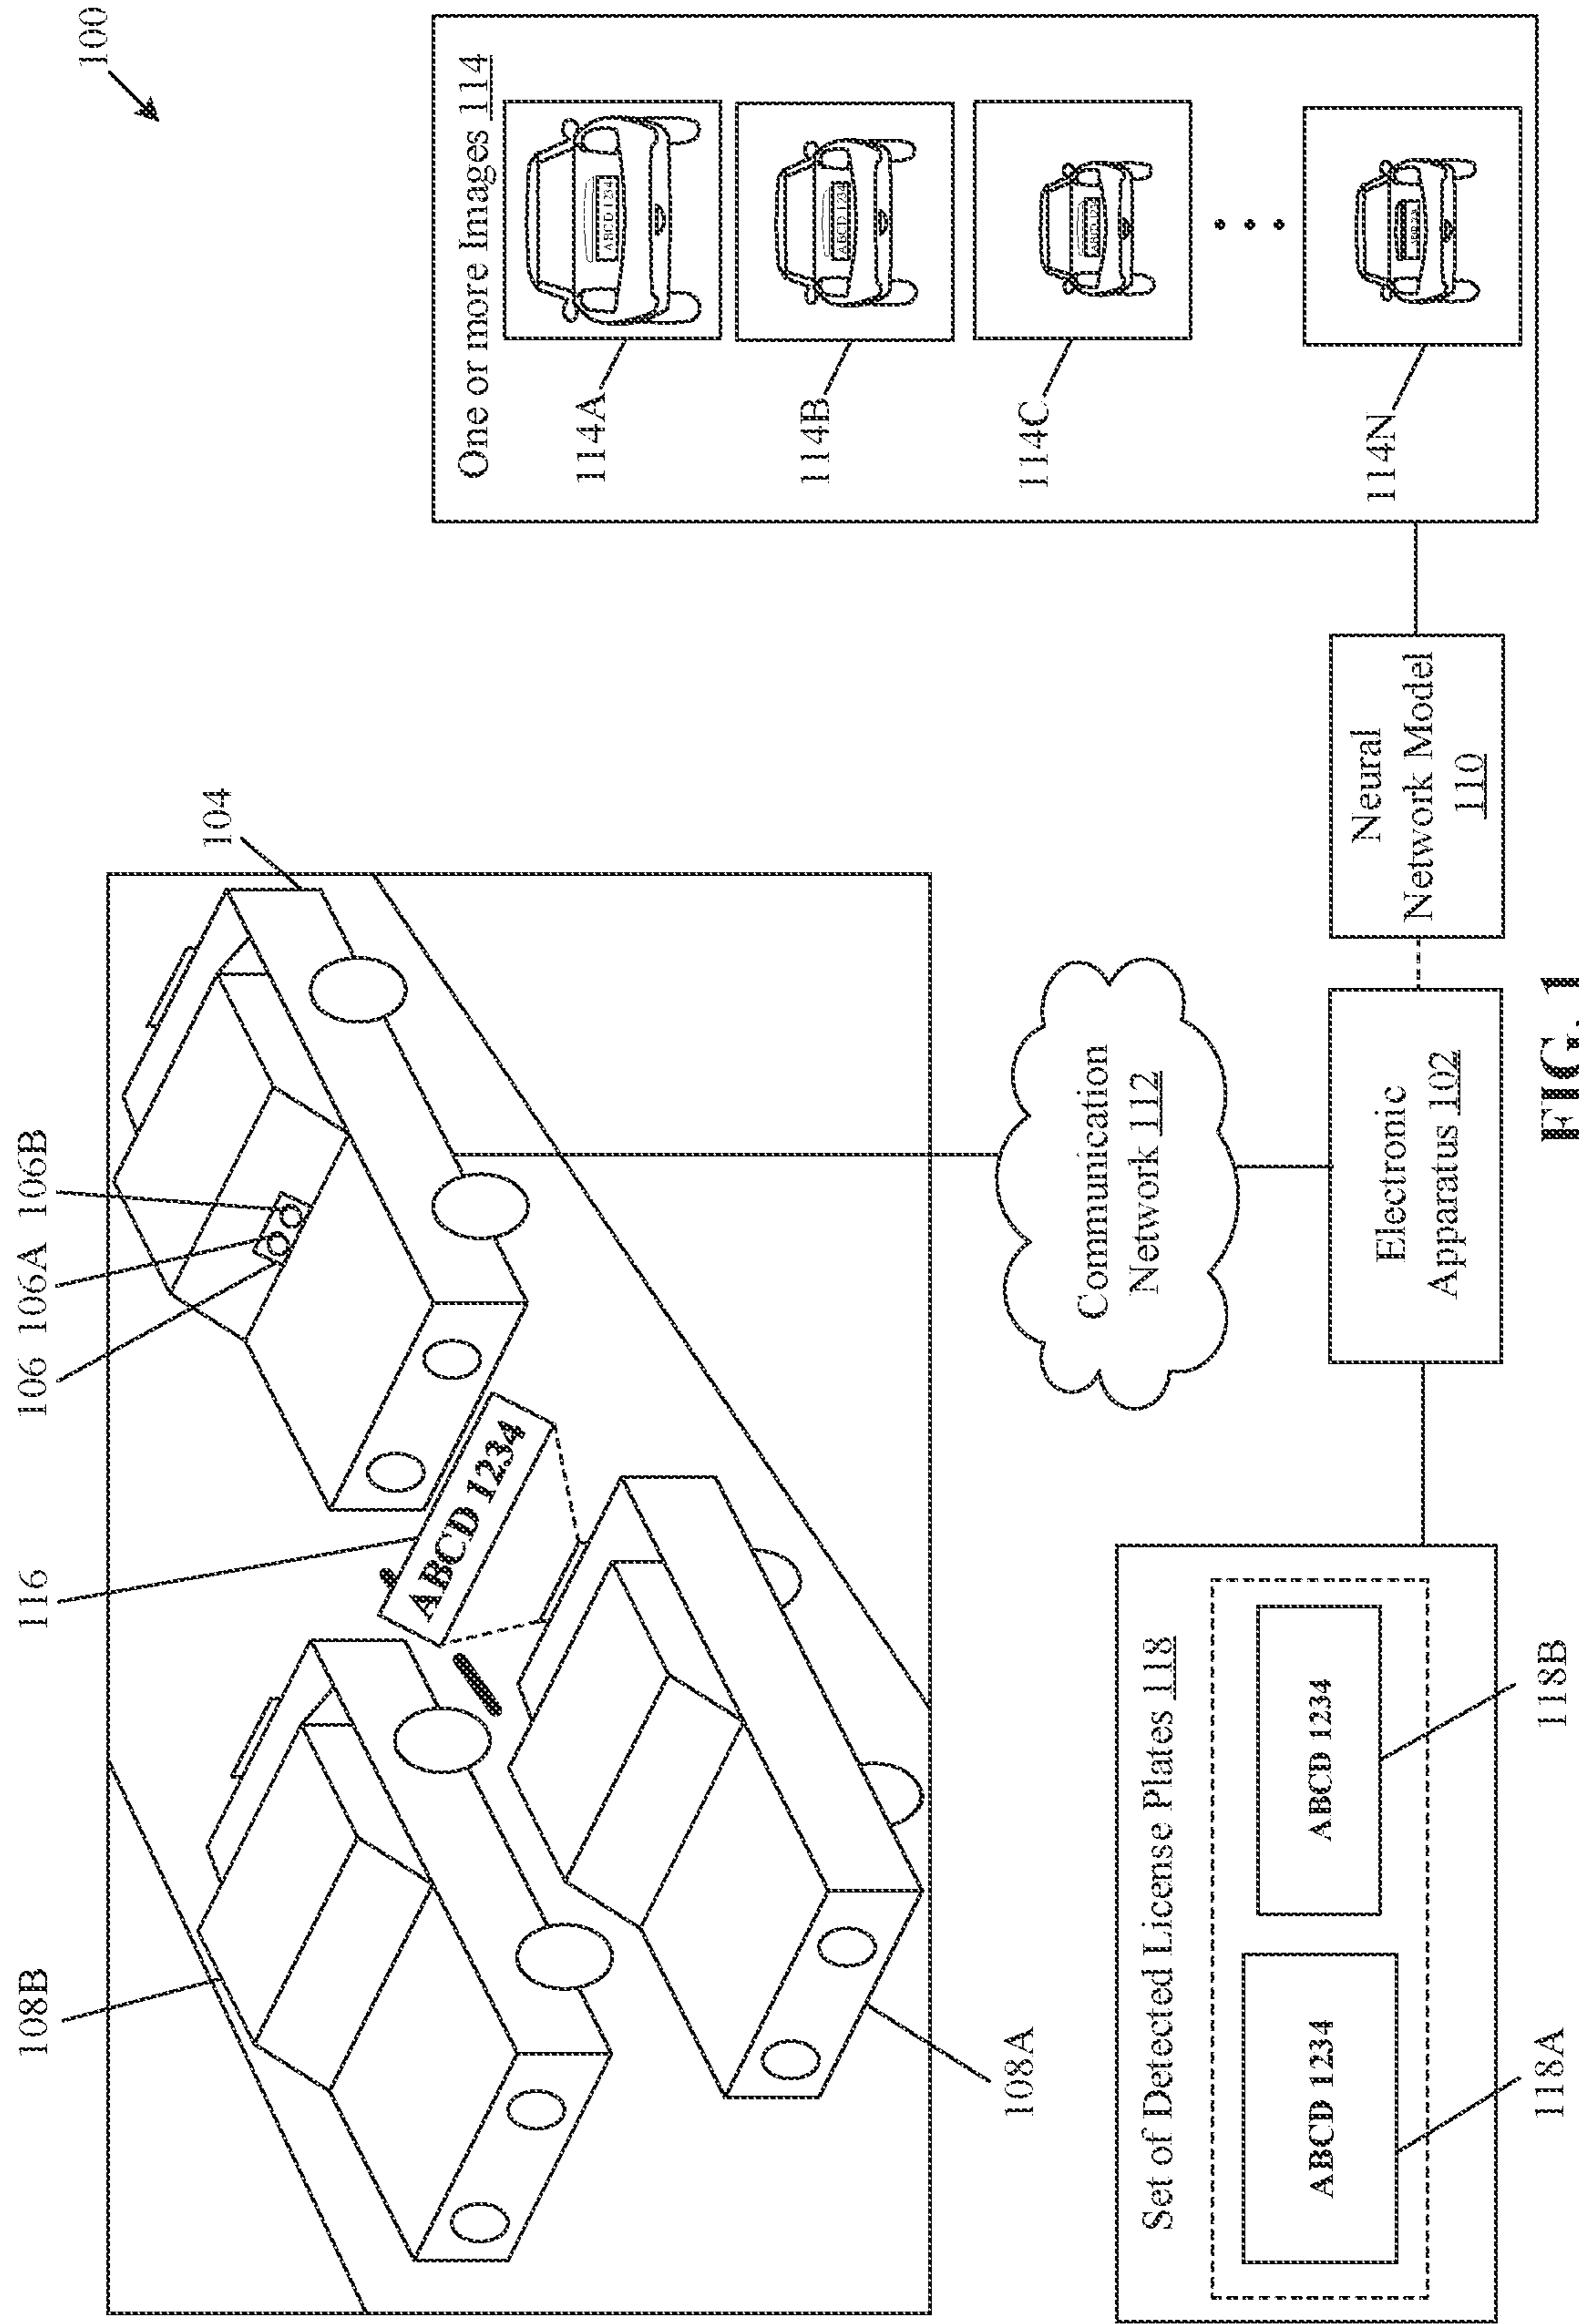 100
108B
116
106
106A
106B
104
ABCD 1234
108A
One or more Images 114
114A
ABCD 1234
114B
ABCD 1234
114C
114N
Communication
Network 112
Set of Detected License Plates 118
ABCD 1234
ABCD 1234
118A
118B
Electronic
Apparatus 102
Neural
Network Model
110
FIG. 1